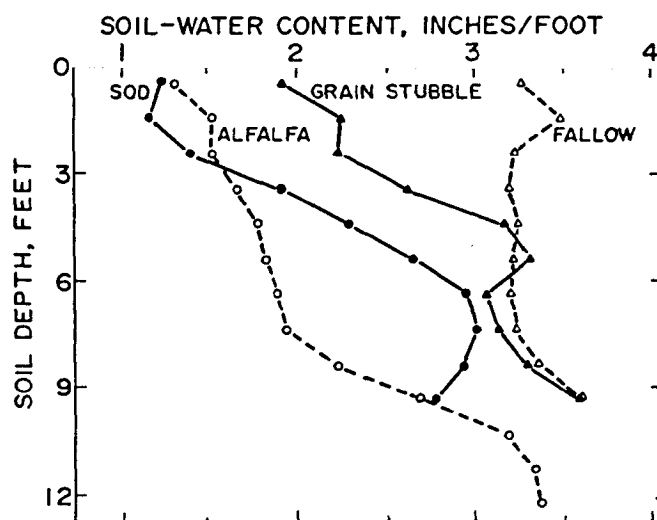 SOIL-WATER CONTENT, INCHES/FOOT
1 2 3 4
0
SOD
GRAIN STUBBLE
ALFALFA
FALLOW
3
6
9
12
SOIL DEPTH, FEET